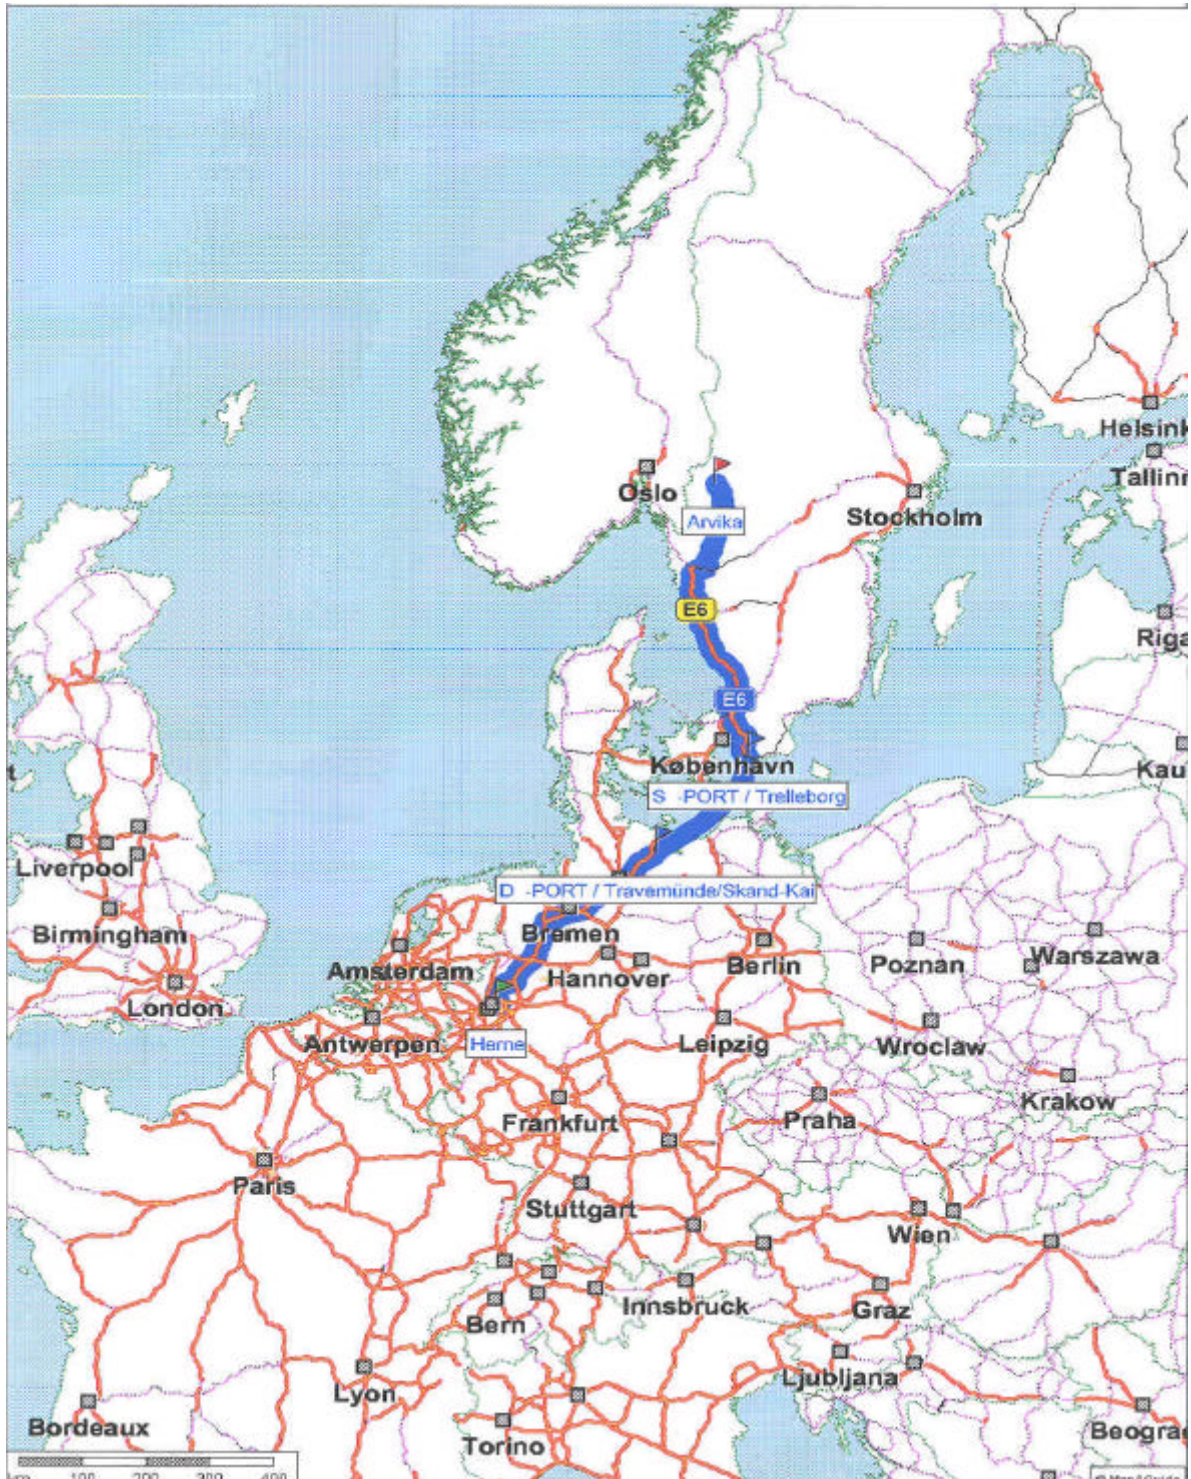 Helsink
Tallinn
Oslo
Stockholm
Arvika
E6
Riga
E6
København
Kau
S -PORT / Trelleborg
Liverpool
D -PORT / Travemünde/Skand-Kai
Birmingham
Bremen
Amsterdam
Hannover
Berlin
Poznan
Warszawa
London
Antwerpen
Herne
Leipzig
Wroclaw
Frankfurt
Praha
Krakow
Paris
Stuttgart
Wien
Bern
Innsbruck
Graz
Lyon
Ljubljana
Bordeaux
Torino
Beograd
km 100 200 300 400